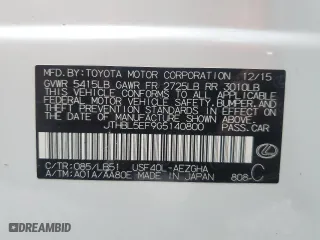 MFD. BY: TOYOTA MOTOR CORPORATION 12/15
GVWR 5415LB GAWR FR 2725LB RR 3010LB
THIS VEHICLE CONFORMS TO ALL APPLICABLE
FEDERAL MOTOR VEHICLE SAFETY, BUMPER, AND
THEFT PREVENTION STANDARDS IN EFFECT ON
THE DATE OF MANUFACTURE SHOWN ABOVE.
JTHBL5EF9G5140800 PASS. CAR
C/TR: 085/LB51 USF40L-AEZGHA
A/TM: A01A/AA80E MADE IN JAPAN 808-C